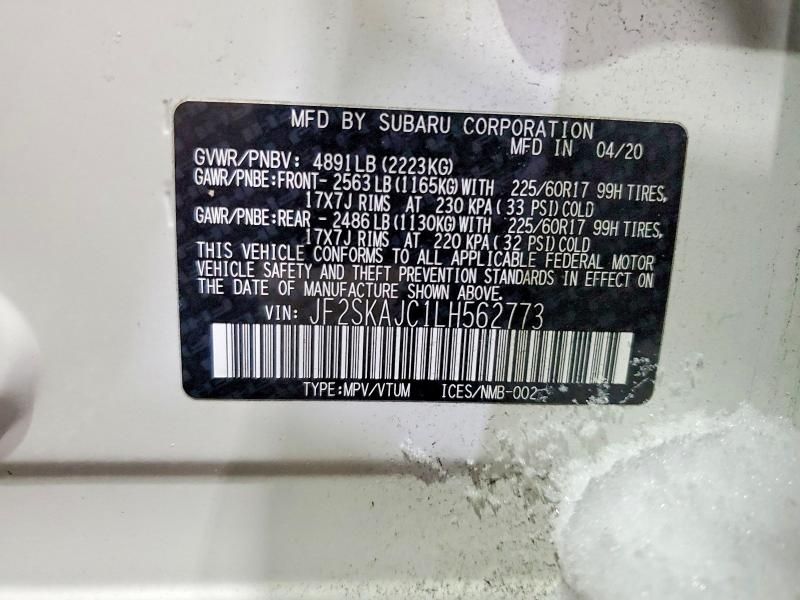 MFD BY SUBARU CORPORATION
MFD IN 04/20
GVWR/PNBV: 4891LB(2223KG)
GAWR/PNBE:FRONT- 2563LB(1165KG)WITH 225/60R17 99H TIRES,
17X7J RIMS AT 230 KPA(33 PSI)COLD
GAWR/PNBE:REAR - 2486LB(1130KG)WITH 225/60R17 99H TIRES,
17X7J RIMS AT 220 KPA(32 PSI)COLD
THIS VEHICLE CONFORMS TO ALL APPLICABLE FEDERAL MOTOR
VEHICLE SAFETY AND THEFT PREVENTION STANDARDS IN EFFECT ON
THE DATE OF MANUFACTURE SHOWN ABOVE.
VIN: JF2SKAJC1LH562773
TYPE:MPV/VTUM ICES/NMB-002